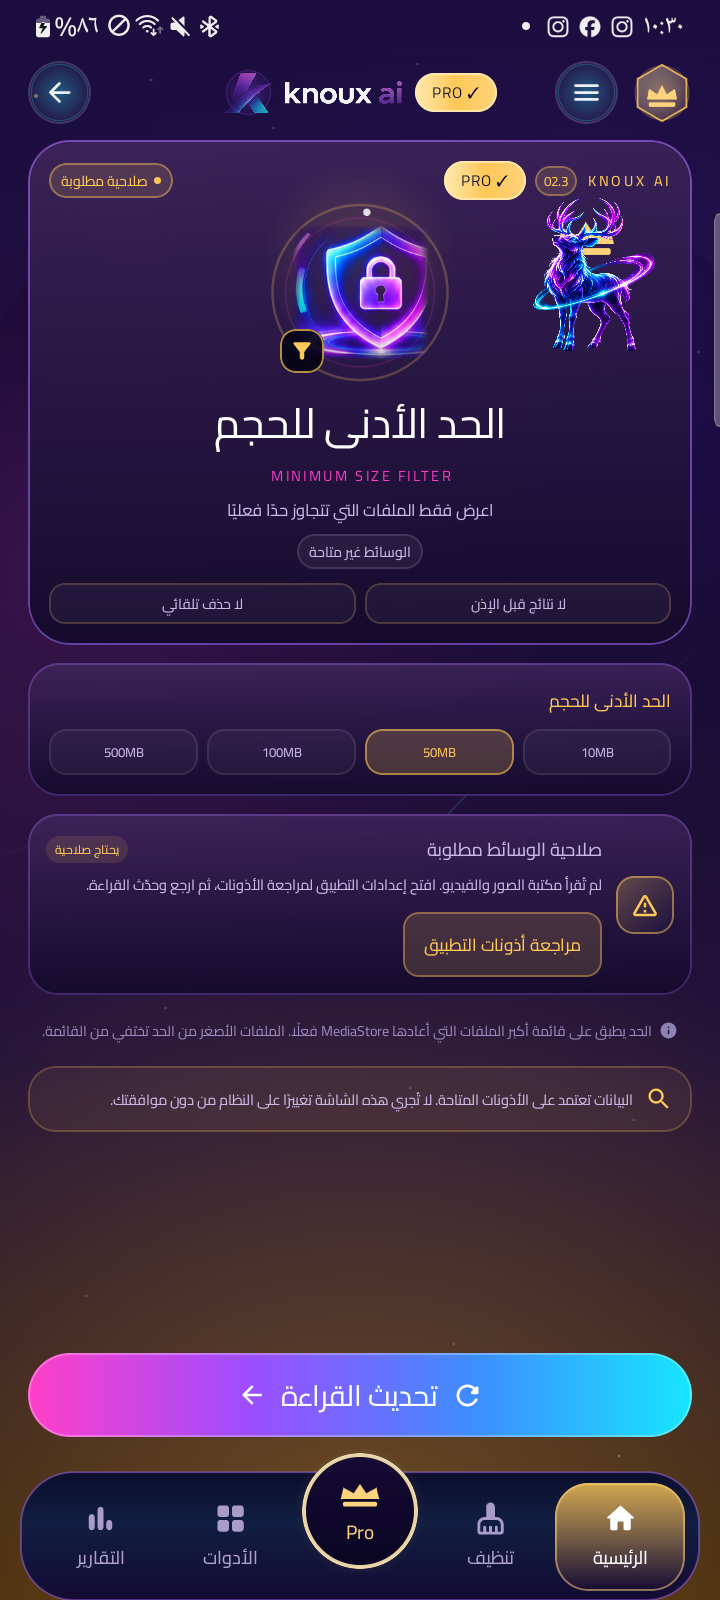 ١٠:٣٠
%٨٦
knoux ai
PRO ✓
KNOUX AI
02.3
PRO ✓
صلاحية مطلوبة
الحد الأدنى للحجم
MINIMUM SIZE FILTER
اعرض فقط الملفات التي تتجاوز حدًا فعليًا
الوسائط غير متاحة
لا نتائج قبل الإذن
لا حذف تلقائي
الحد الأدنى للحجم
10MB
50MB
100MB
500MB
صلاحية الوسائط مطلوبة
يحتاج صلاحية
لم تُقرأ مكتبة الصور والفيديو. افتح إعدادات التطبيق لمراجعة الأذونات، ثم ارجع وحدّث القراءة.
مراجعة أذونات التطبيق
الحد يطبق على قائمة أكبر الملفات التي أعادها MediaStore فعلًا. الملفات الأصغر من الحد تختفي من القائمة.
البيانات تعتمد على الأذونات المتاحة. لا تُجري هذه الشاشة تغييرًا على النظام من دون موافقتك.
تحديث القراءة
الرئيسية
تنظيف
Pro
الأدوات
التقارير